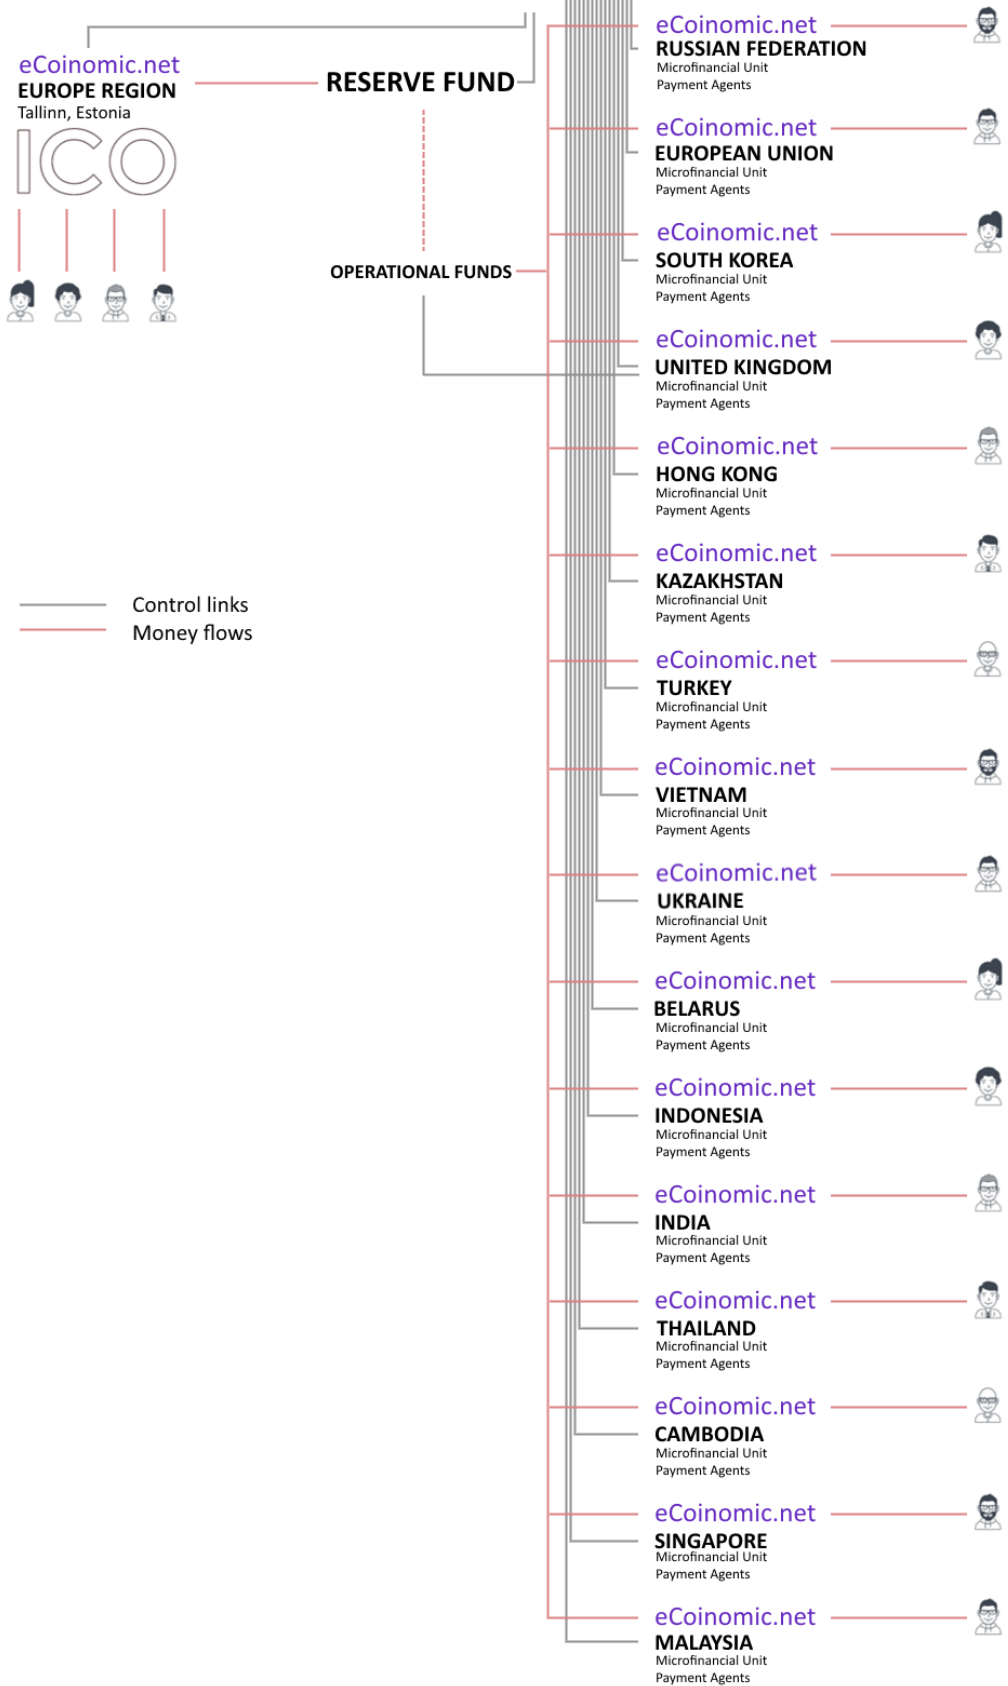 eCoinomic.net
EUROPE REGION
Tallinn, Estonia
ICO
RESERVE FUND
OPERATIONAL FUNDS
Control links
Money flows
eCoinomic.net
RUSSIAN FEDERATION
Microfinancial Unit
Payment Agents
eCoinomic.net
EUROPEAN UNION
Microfinancial Unit
Payment Agents
eCoinomic.net
SOUTH KOREA
Microfinancial Unit
Payment Agents
eCoinomic.net
UNITED KINGDOM
Microfinancial Unit
Payment Agents
eCoinomic.net
HONG KONG
Microfinancial Unit
Payment Agents
eCoinomic.net
KAZAKHSTAN
Microfinancial Unit
Payment Agents
eCoinomic.net
TURKEY
Microfinancial Unit
Payment Agents
eCoinomic.net
VIETNAM
Microfinancial Unit
Payment Agents
eCoinomic.net
UKRAINE
Microfinancial Unit
Payment Agents
eCoinomic.net
BELARUS
Microfinancial Unit
Payment Agents
eCoinomic.net
INDONESIA
Microfinancial Unit
Payment Agents
eCoinomic.net
INDIA
Microfinancial Unit
Payment Agents
eCoinomic.net
THAILAND
Microfinancial Unit
Payment Agents
eCoinomic.net
CAMBODIA
Microfinancial Unit
Payment Agents
eCoinomic.net
SINGAPORE
Microfinancial Unit
Payment Agents
eCoinomic.net
MALAYSIA
Microfinancial Unit
Payment Agents